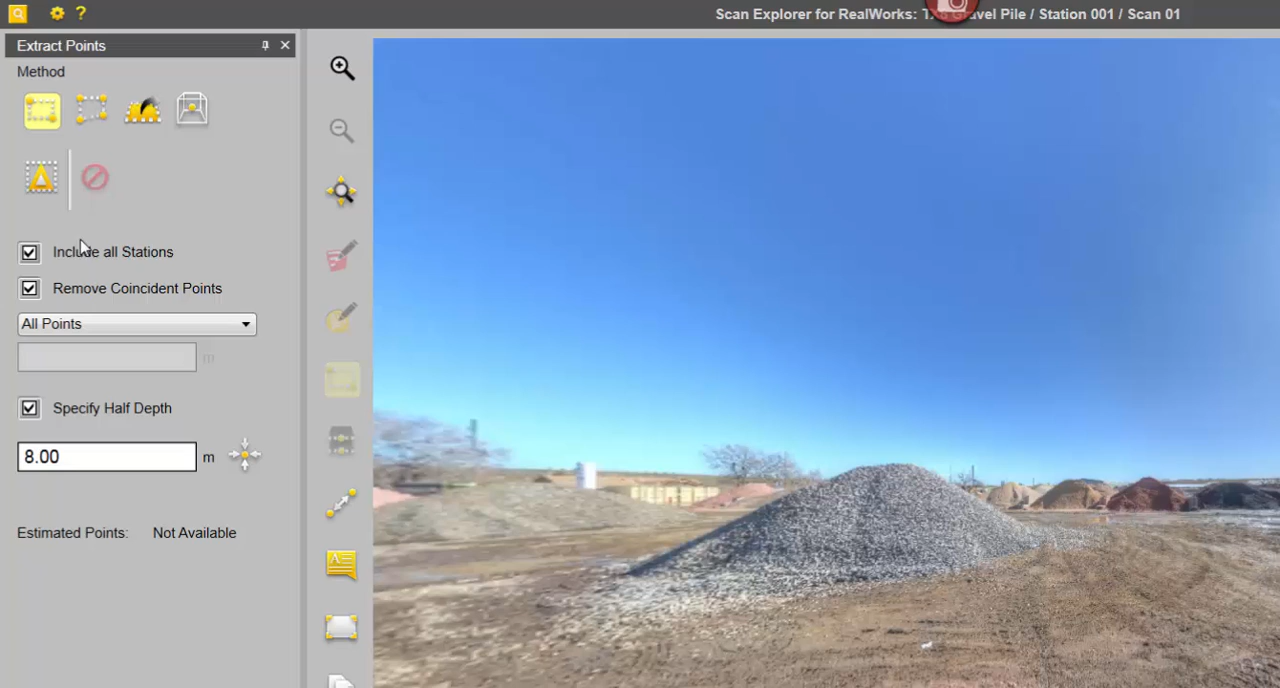 Scan Explorer for RealWorks: Gravel Pile / Station 001 / Scan 01
Extract Points
Method
Include all Stations
Remove Coincident Points
All Points
m
Specify Half Depth
8.00 m
Estimated Points: Not Available